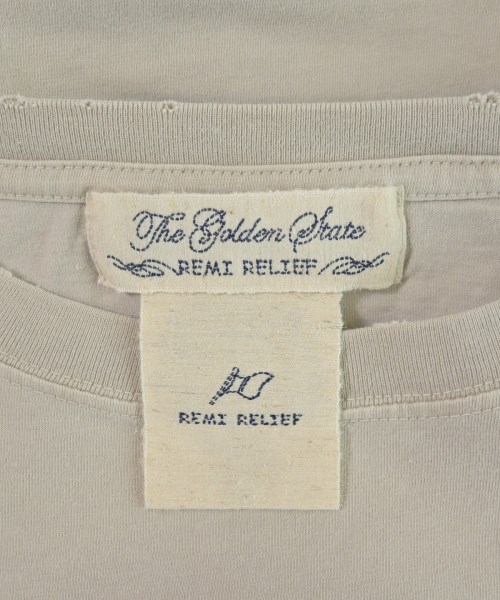 The Golden State
REMI RELIEF
REMI RELIEF